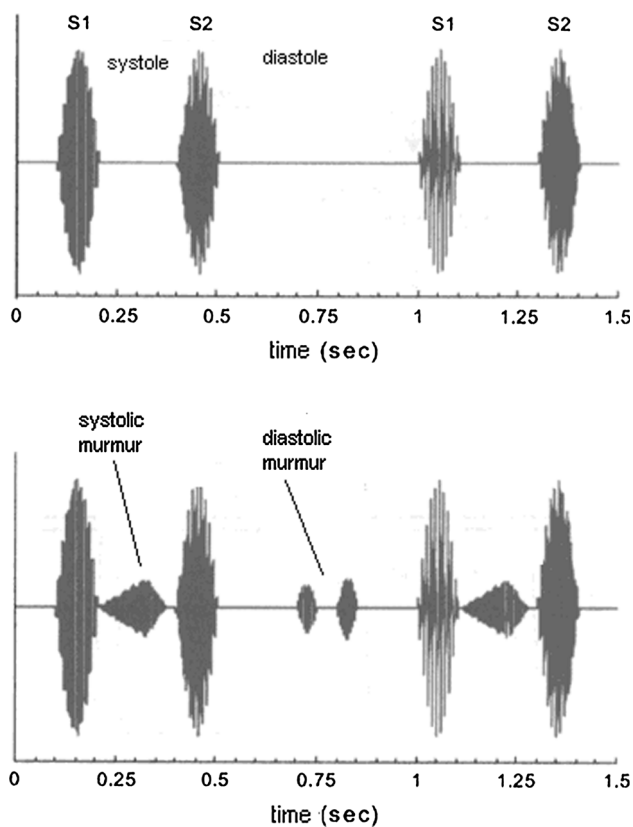 S1 S2 S1 S2
systole diastole
0 0.25 0.5 0.75 1 1.25 1.5
time (sec)
systolic
murmur
diastolic
murmur
0 0.25 0.5 0.75 1 1.25 1.5
time (sec)